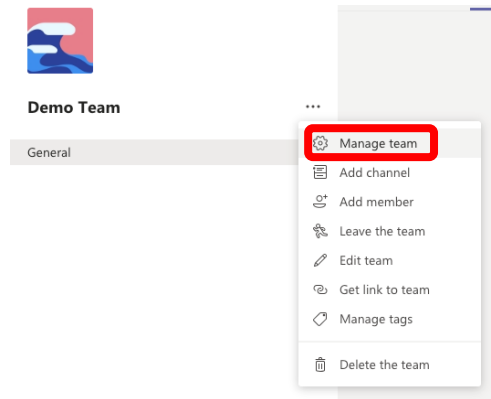 Demo Team
...
General
Manage team
Add channel
Add member
Leave the team
Edit team
Get link to team
Manage tags
Delete the team